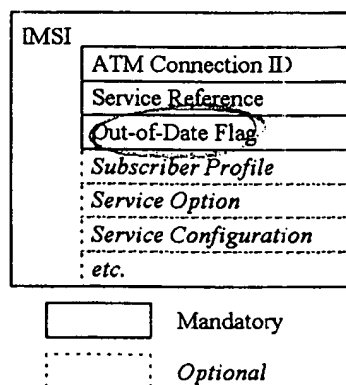 IMSI
ATM Connection ID
Service Reference
Out-of-Date Flag
Subscriber Profile
Service Option
Service Configuration
etc.
Mandatory
Optional